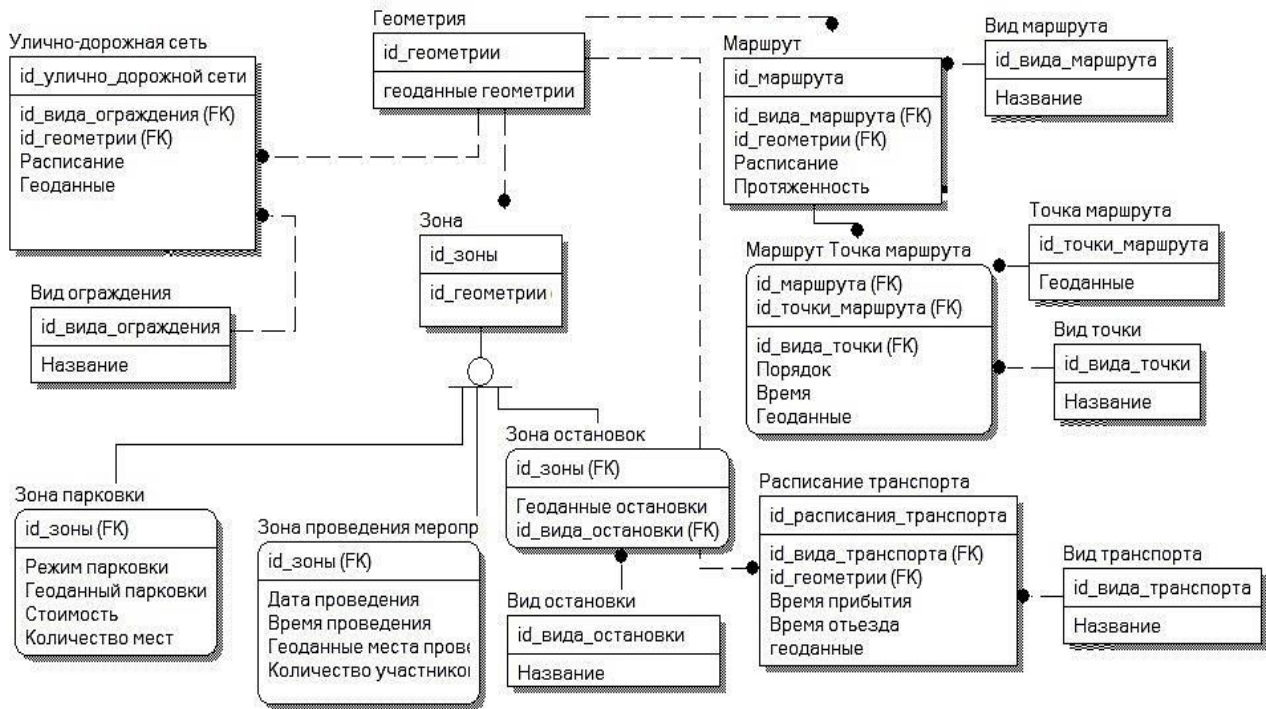 Улично-дорожная сеть
id_улично_дорожной сети
id_вида_ограждения (FK)
id_геометрии (FK)
Расписание
Геоданные
Геометрия
id_геометрии
геоданные геометрии
Маршрут
id_маршрута
id_вида_маршрута (FK)
id_геометрии (FK)
Расписание
Протяженность
Вид маршрута
id_вида_маршрута
Название
Вид ограждения
id_вида_ограждения
Название
Зона
id_зоны
id_геометрии (
Маршрут Точка маршрута
id_маршрута (FK)
id_точки_маршрута (FK)
id_вида_точки (FK)
Порядок
Время
Геоданные
Точка маршрута
id_точки_маршрута
Геоданные
Вид точки
id_вида_точки
Название
Зона парковки
id_зоны (FK)
Режим парковки
Геоданный парковки
Стоимость
Количество мест
Зона проведения меропр
id_зоны (FK)
Дата проведения
Время проведения
Геоданные места прове
Количество участников
Зона остановок
id_зоны (FK)
Геоданные остановки
id_вида_остановки (FK)
Вид остановки
id_вида_остановки
Название
Расписание транспорта
id_расписания_транспорта
id_вида_транспорта (FK)
id_геометрии (FK)
Время прибытия
Время отьезда
геоданные
Вид транспорта
id_вида_транспорта
Название